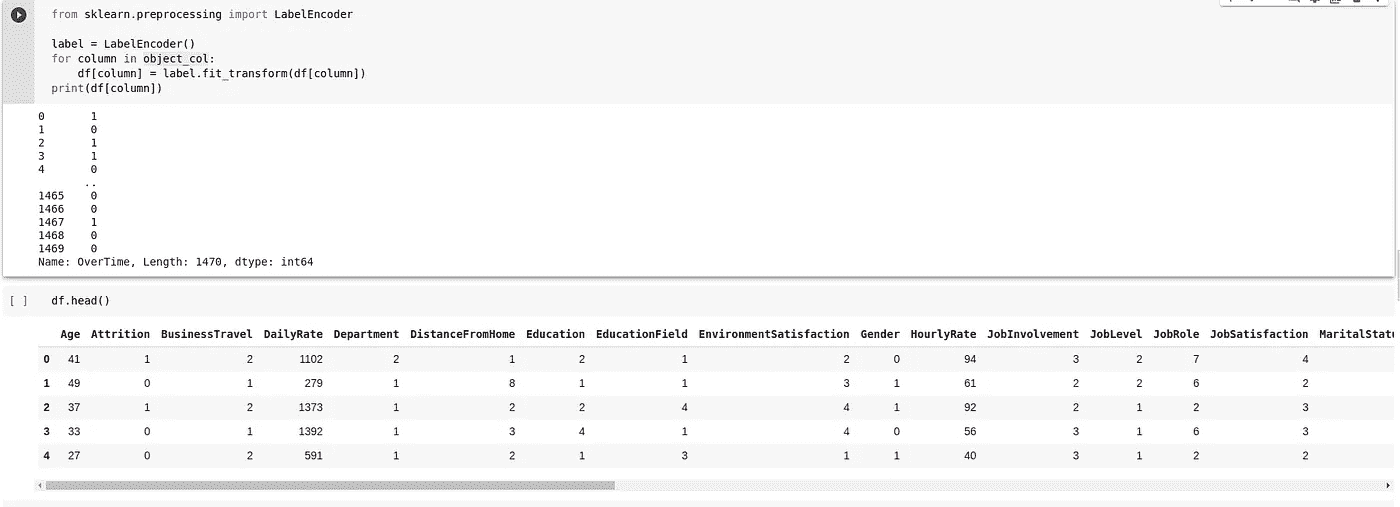 from sklearn.preprocessing import LabelEncoder
label = LabelEncoder()
for column in object_col:
    df[column] = label.fit_transform(df[column])
print(df[column])
0       1
1       0
2       1
3       1
4       0
       ..
1465    0
1466    0
1467    1
1468    0
1469    0
Name: OverTime, Length: 1470, dtype: int64
[ ] df.head()
Age Attrition BusinessTravel DailyRate Department DistanceFromHome Education EducationField EnvironmentSatisfaction Gender HourlyRate JobInvolvement JobLevel JobRole JobSatisfaction MaritalStatu
0 41 1 2 1102 2 1 2 1 2 0 94 3 2 7 4
1 49 0 1 279 1 8 1 1 3 1 61 2 2 6 2
2 37 1 2 1373 1 2 2 4 4 1 92 2 1 2 3
3 33 0 1 1392 1 3 4 1 4 0 56 3 1 6 3
4 27 0 2 591 1 2 1 3 1 1 40 3 1 2 2